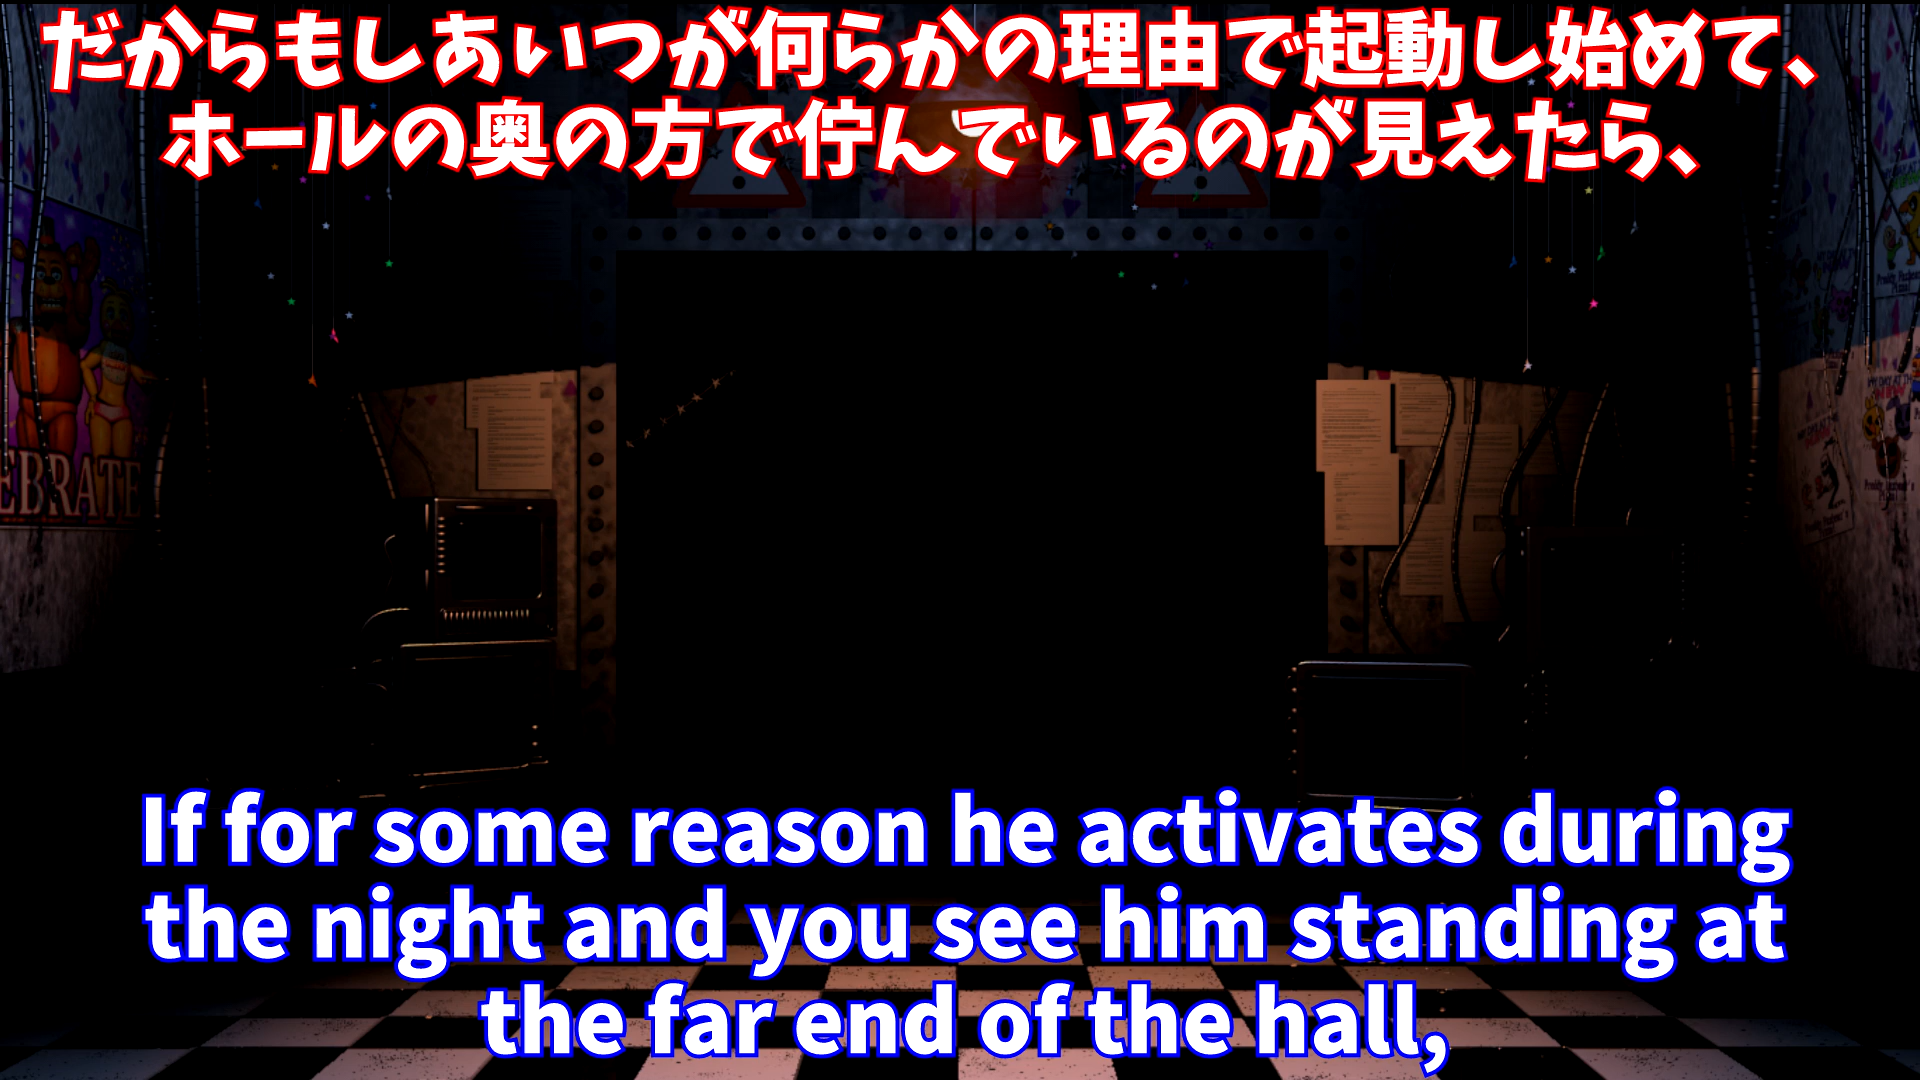 だからもしあいつが何らかの理由で起動し始めて、
ホールの奥の方で佇んでいるのが見えたら、
EBRATE
If for some reason he activates during
the night and you see him standing at
the far end of the hall,